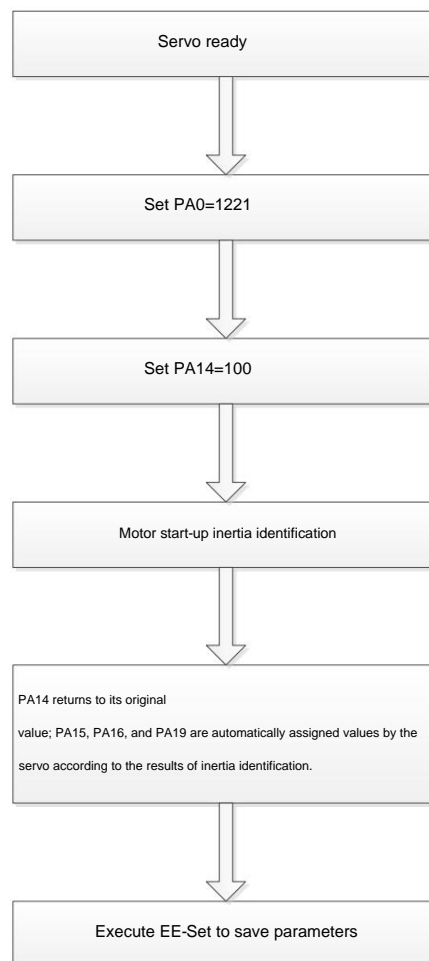 Servo ready
Set PA0=1221
Set PA14=100
Motor start-up inertia identification
PA14 returns to its original
value; PA15, PA16, and PA19 are automatically assigned values by the
servo according to the results of inertia identification.
Execute EE-Set to save parameters